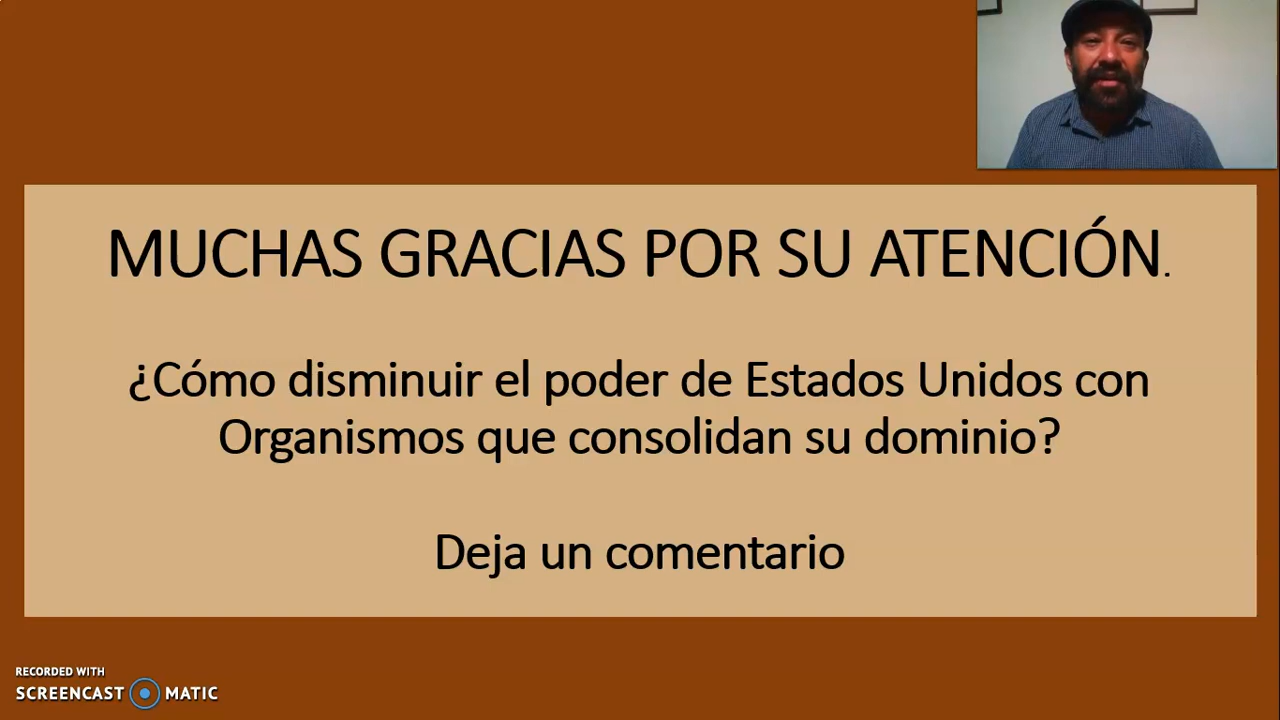 MUCHAS GRACIAS POR SU ATENCIÓN.
¿Cómo disminuir el poder de Estados Unidos con
Organismos que consolidan su dominio?
Deja un comentario
RECORDED WITH
SCREENCAST MATIC